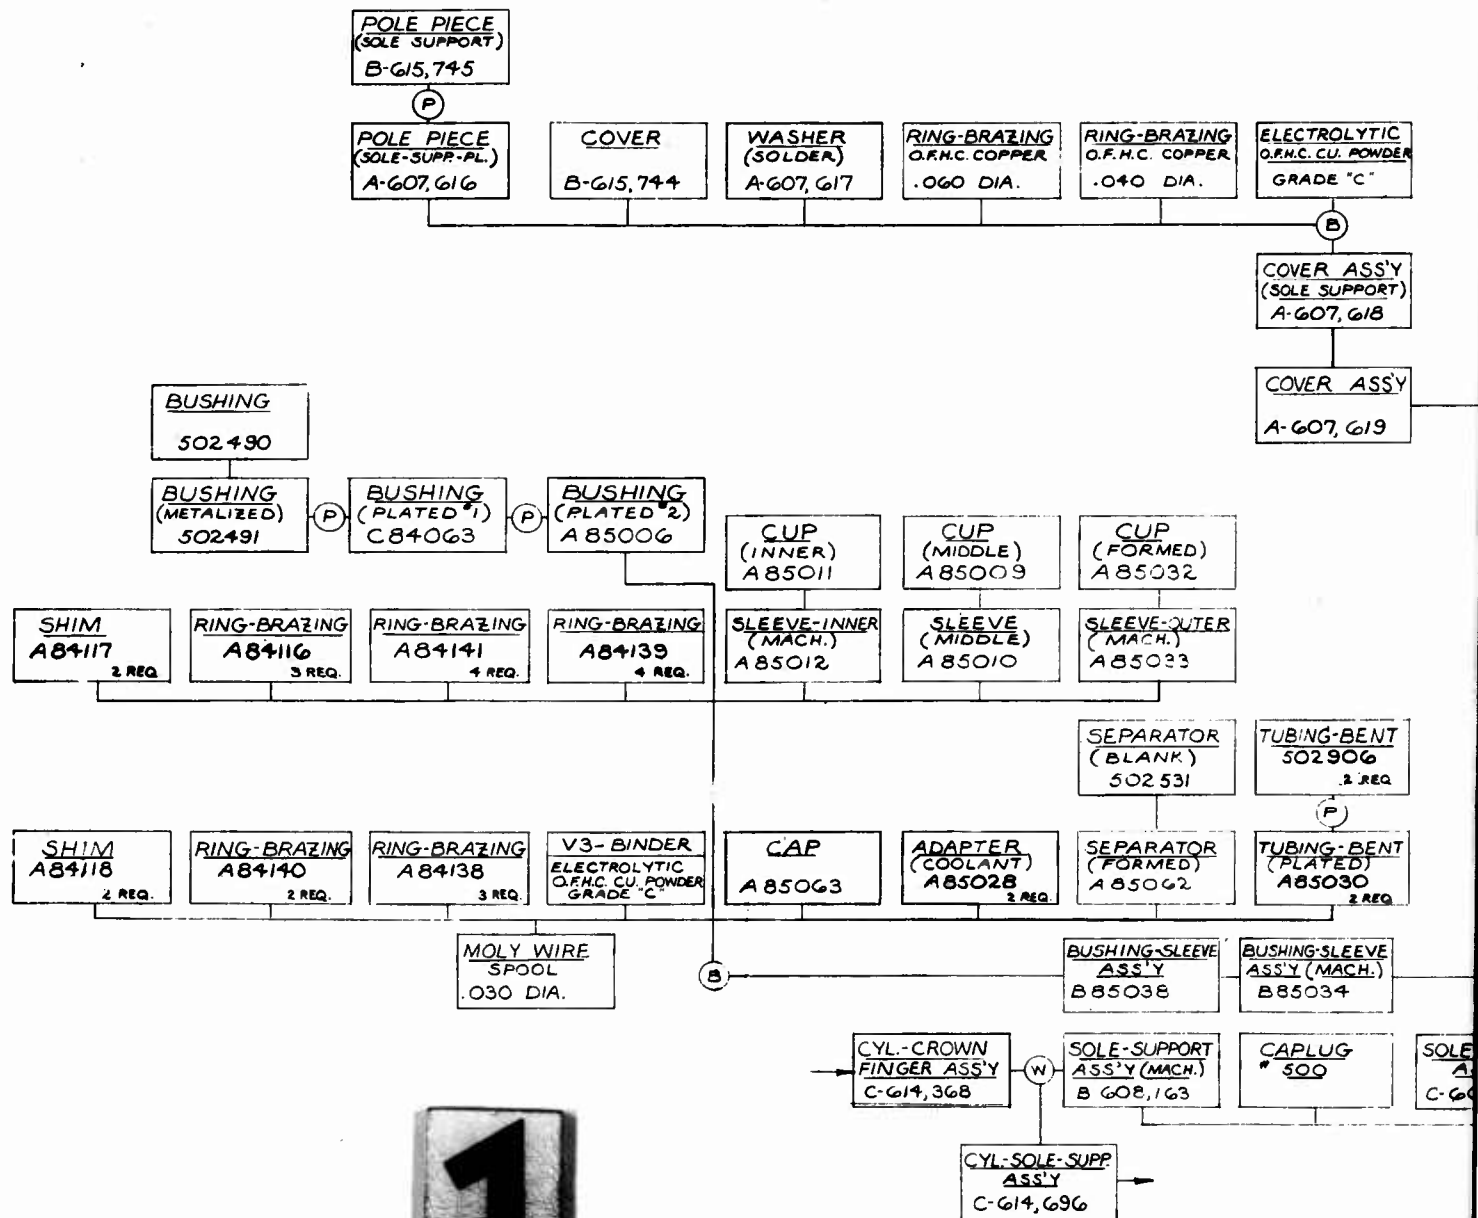 POLE PIECE
(SOLE SUPPORT)
B-615,745
P
POLE PIECE
(SOLE-SUPP.-PL.)
A-607,616
COVER
B-615,744
WASHER
(SOLDER)
A-607,617
RING-BRAZING
O.F.H.C. COPPER
.060 DIA.
RING-BRAZING
O.F.H.C. COPPER
.040 DIA.
ELECTROLYTIC
O.F.H.C. CU. POWDER
GRADE "C"
B
COVER ASS'Y
(SOLE SUPPORT)
A-607,618
COVER ASS'Y
A-607,619
BUSHING
502490
BUSHING
(METALIZED)
502491
P
BUSHING
(PLATED #1)
C84063
P
BUSHING
(PLATED #2)
A85006
CUP
(INNER)
A85011
CUP
(MIDDLE)
A85009
CUP
(FORMED)
A85032
SHIM
A84117
2 REQ.
RING-BRAZING
A84116
3 REQ.
RING-BRAZING
A84141
4 REQ.
RING-BRAZING
A84139
4 REQ.
SLEEVE-INNER
(MACH.)
A85012
SLEEVE
(MIDDLE)
A85010
SLEEVE-OUTER
(MACH.)
A85033
SEPARATOR
(BLANK)
502531
TUBING-BENT
502906
2 REQ
P
SHIM
A84118
2 REQ.
RING-BRAZING
A84140
2 REQ.
RING-BRAZING
A84138
3 REQ.
V3-BINDER
ELECTROLYTIC
O.F.H.C. CU. POWDER
GRADE "C"
CAP
A85063
ADAPTER
(COOLANT)
A85028
2 REQ.
SEPARATOR
(FORMED)
A85062
TUBING-BENT
(PLATED)
A85030
2 REQ
MOLY WIRE
SPOOL
.030 DIA.
B
BUSHING-SLEEVE
ASS'Y
B85038
BUSHING-SLEEVE
ASS'Y (MACH.)
B85034
CYL.-CROWN
FINGER ASS'Y
C-614,368
W
SOLE-SUPPORT
ASS'Y (MACH.)
B 608,163
CAPLUG
# 500
SOLE
CYL.-SOLE-SUPP.
ASS'Y
C-614,696
1